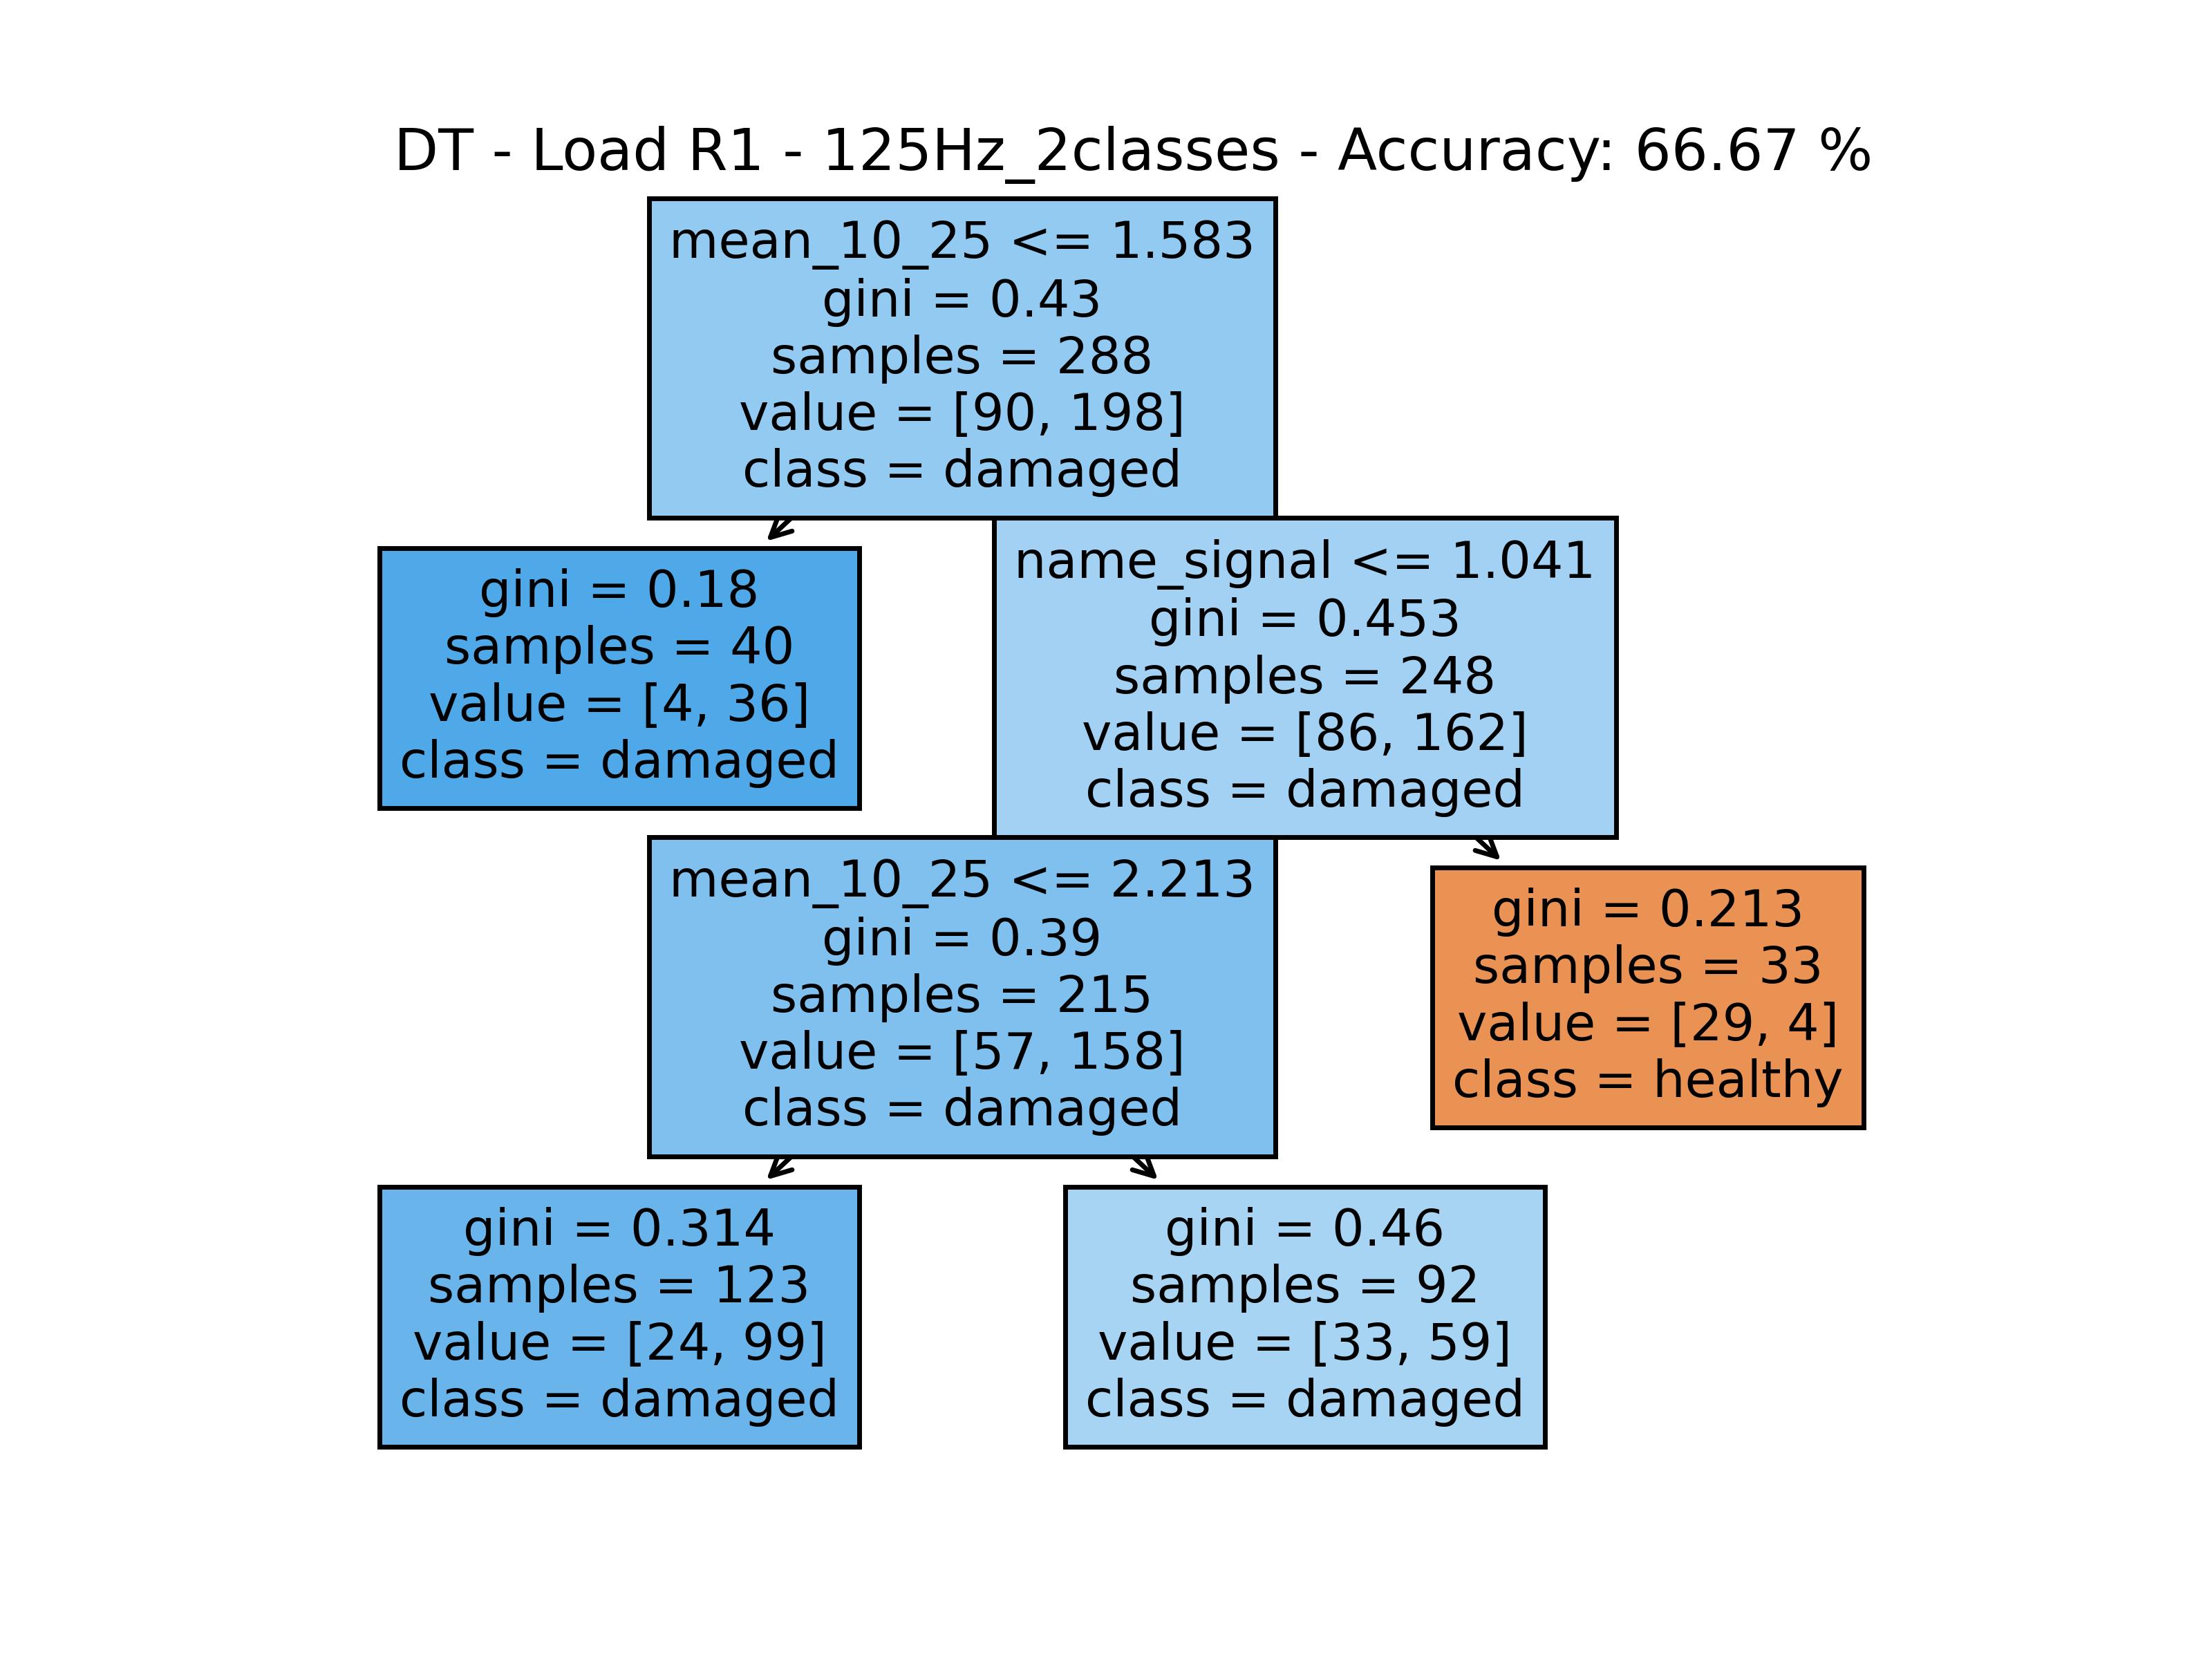 DT - Load R1 - 125Hz_2classes - Accuracy: 66.67 %
mean_10_25 <= 1.583
gini = 0.43
samples = 288
value = [90, 198]
class = damaged
gini = 0.18
samples = 40
value = [4, 36]
class = damaged
name_signal <= 1.041
gini = 0.453
samples = 248
value = [86, 162]
class = damaged
mean_10_25 <= 2.213
gini = 0.39
samples = 215
value = [57, 158]
class = damaged
gini = 0.213
samples = 33
value = [29, 4]
class = healthy
gini = 0.314
samples = 123
value = [24, 99]
class = damaged
gini = 0.46
samples = 92
value = [33, 59]
class = damaged